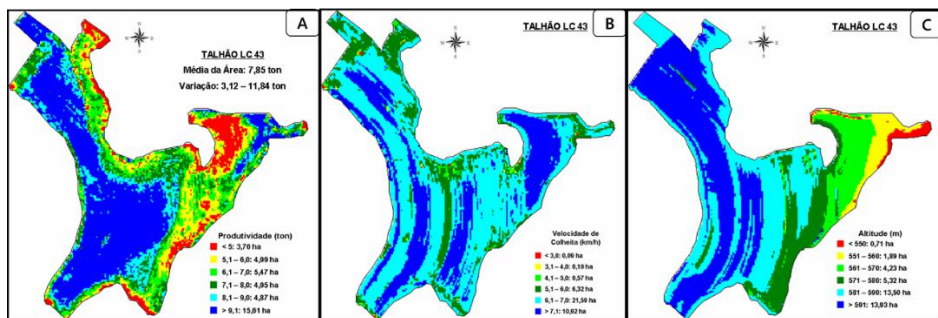 A
TALHÃO LC 43
Média da Área: 7,85 ton
Variação: 3,12 – 11,84 ton
Produtividade (ton)
< 5: 3,70 ha
5,1 – 6,0: 4,99 ha
6,1 – 7,0: 5,47 ha
7,1 – 8,0: 4,95 ha
8,1 – 9,0: 4,87 ha
> 9,1: 15,61 ha
B
TALHÃO LC 43
Velocidade de
Colheita (km/h)
< 3,0: 0,09 ha
3,1 – 4,0: 0,10 ha
4,1 – 5,0: 0,57 ha
5,1 – 6,0: 6,32 ha
6,1 – 7,0: 21,59 ha
> 7,1: 10,92 ha
C
TALHÃO LC 43
Altitude (m)
< 550: 0,71 ha
551 – 560: 1,89 ha
561 – 570: 4,23 ha
571 – 580: 5,32 ha
581 – 590: 13,50 ha
> 591: 13,93 ha